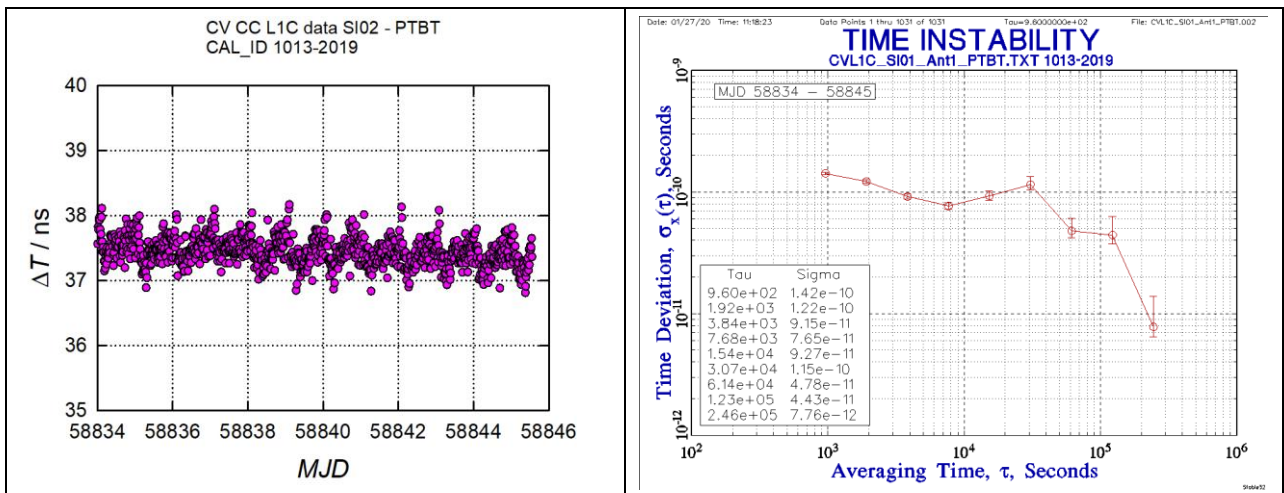 CV CC L1C data SI02 - PTBT
CAL_ID 1013-2019
40
39
38
37
36
35
ΔT / ns
58834 58836 58838 58840 58842 58844 58846
MJD
Date: 01/27/20 Time: 11:18:23 Data Points 1 thru 1031 of 1031 Tau=9.6000000e+02 File: CVL1C_SI01_Ant1_PTBT.002
TIME INSTABILITY
CVL1C_SI01_Ant1_PTBT.TXT 1013-2019
MJD 58834 – 58845
10⁻⁹
10⁻¹⁰
10⁻¹¹
10⁻¹²
Time Deviation, σx(τ), Seconds
Tau Sigma
9.60e+02 1.42e-10
1.92e+03 1.22e-10
3.84e+03 9.15e-11
7.68e+03 7.65e-11
1.54e+04 9.27e-11
3.07e+04 1.15e-10
6.14e+04 4.78e-11
1.23e+05 4.43e-11
2.46e+05 7.76e-12
10² 10³ 10⁴ 10⁵ 10⁶
Averaging Time, τ, Seconds
Stable32